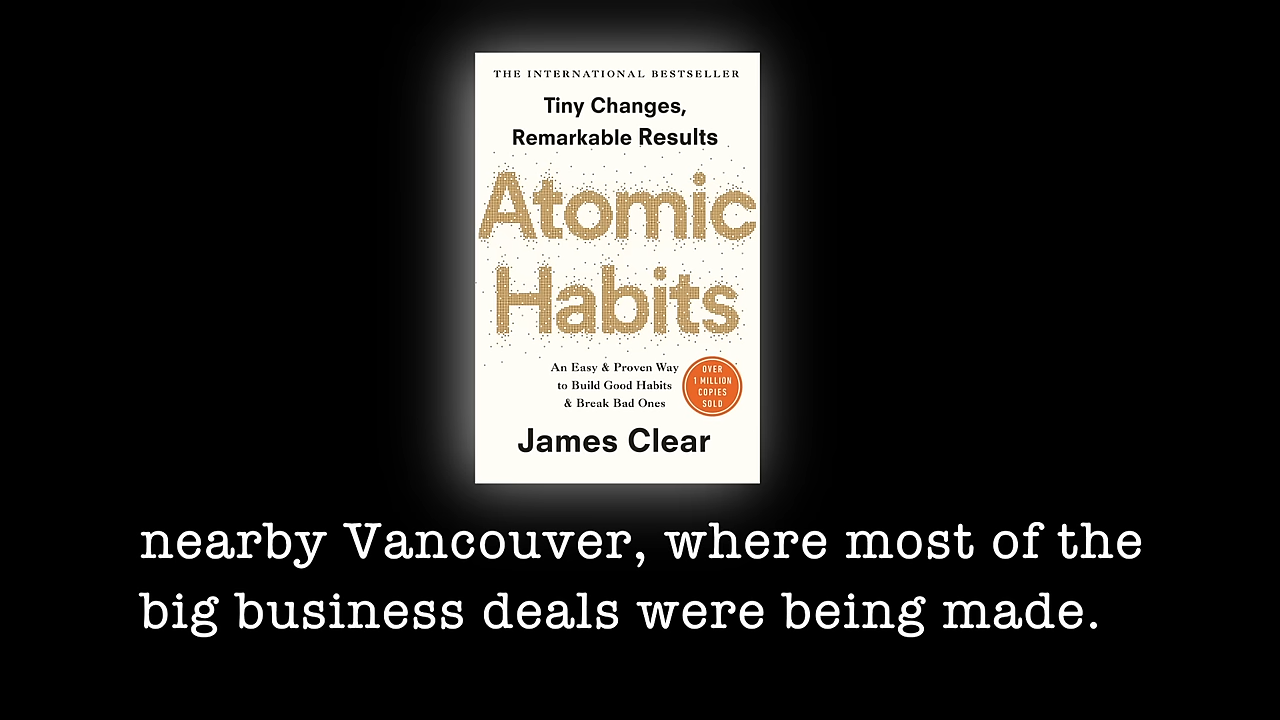 THE INTERNATIONAL BESTSELLER
Tiny Changes,
Remarkable Results
Atomic
Habits
An Easy & Proven Way
to Build Good Habits
& Break Bad Ones
OVER
1 MILLION
COPIES
SOLD
James Clear
nearby Vancouver, where most of the
big business deals were being made.